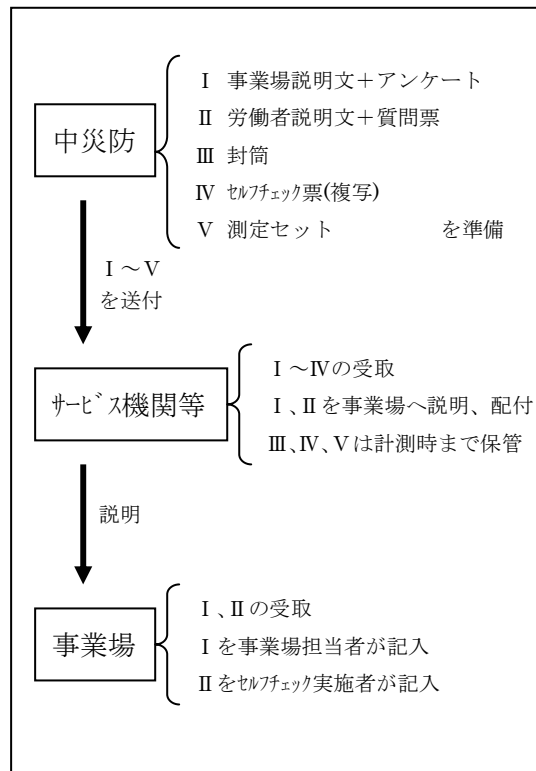 Ⅰ 事業場説明文＋アンケート
Ⅱ 労働者説明文＋質問票
中災防
Ⅲ 封筒
Ⅳ ｾﾙﾌﾁｪｯｸ票(複写)
Ⅴ 測定セット を準備
Ⅰ～Ⅴ
を送付
Ⅰ～Ⅳの受取
サービス機関等
Ⅰ、Ⅱを事業場へ説明、配付
Ⅲ、Ⅳ、Ⅴは計測時まで保管
説明
Ⅰ、Ⅱの受取
事業場
Ⅰを事業場担当者が記入
Ⅱをｾﾙﾌﾁｪｯｸ実施者が記入